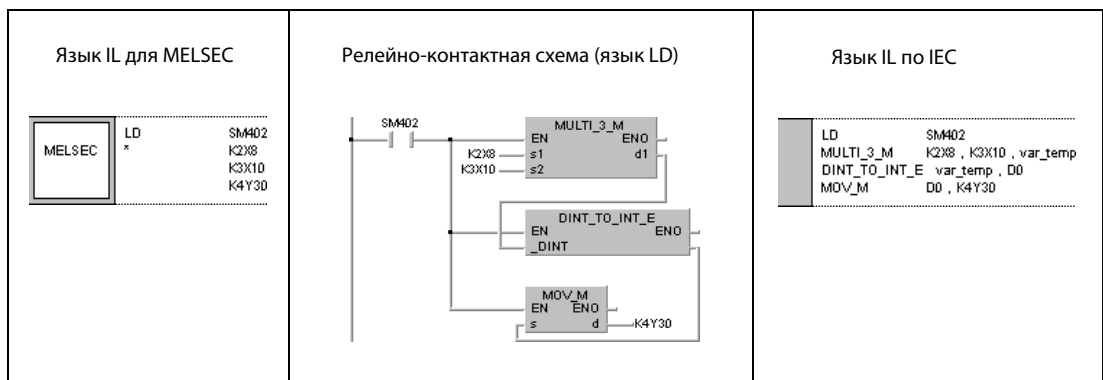 Язык IL для MELSEC
MELSEC
LD SM402
* K2X8
K3X10
K4Y30
Релейно-контактная схема (язык LD)
SM402
MULTI_3_M
EN ENO
K2X8 s1 d1
K3X10 s2
DINT_TO_INT_E
EN ENO
_DINT
MOV_M
EN ENO
s d K4Y30
Язык IL по IEC
LD SM402
MULTI_3_M K2X8 , K3X10 , var_temp
DINT_TO_INT_E var_temp , D0
MOV_M D0 , K4Y30